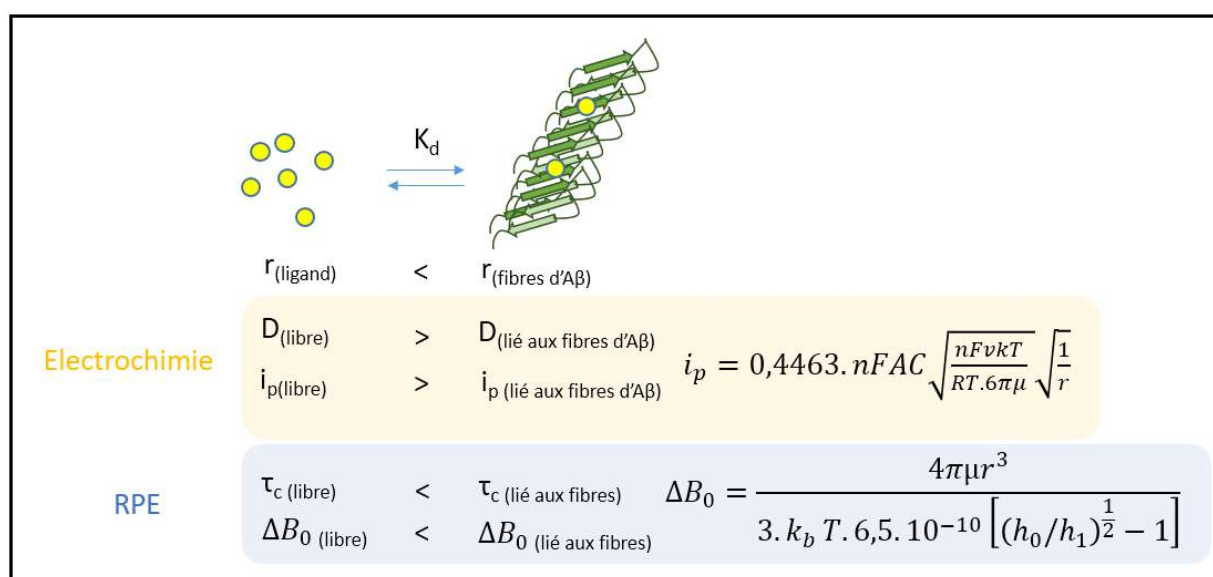 K_d
r_(ligand) < r_(fibres d'Aβ)
Electrochimie
D_(libre) > D_(lié aux fibres d'Aβ)
i_p(libre) > i_p (lié aux fibres d'Aβ)
i_p = 0,4463. nFAC √(nFνkT / RT.6πμ) √(1 / r)
RPE
τ_c (libre) < τ_c (lié aux fibres)
ΔB_0 (libre) < ΔB_0 (lié aux fibres)
ΔB_0 = 4πμr^3 / 3. k_b T. 6,5. 10^−10 [(h_0/h_1)^(1/2) − 1]